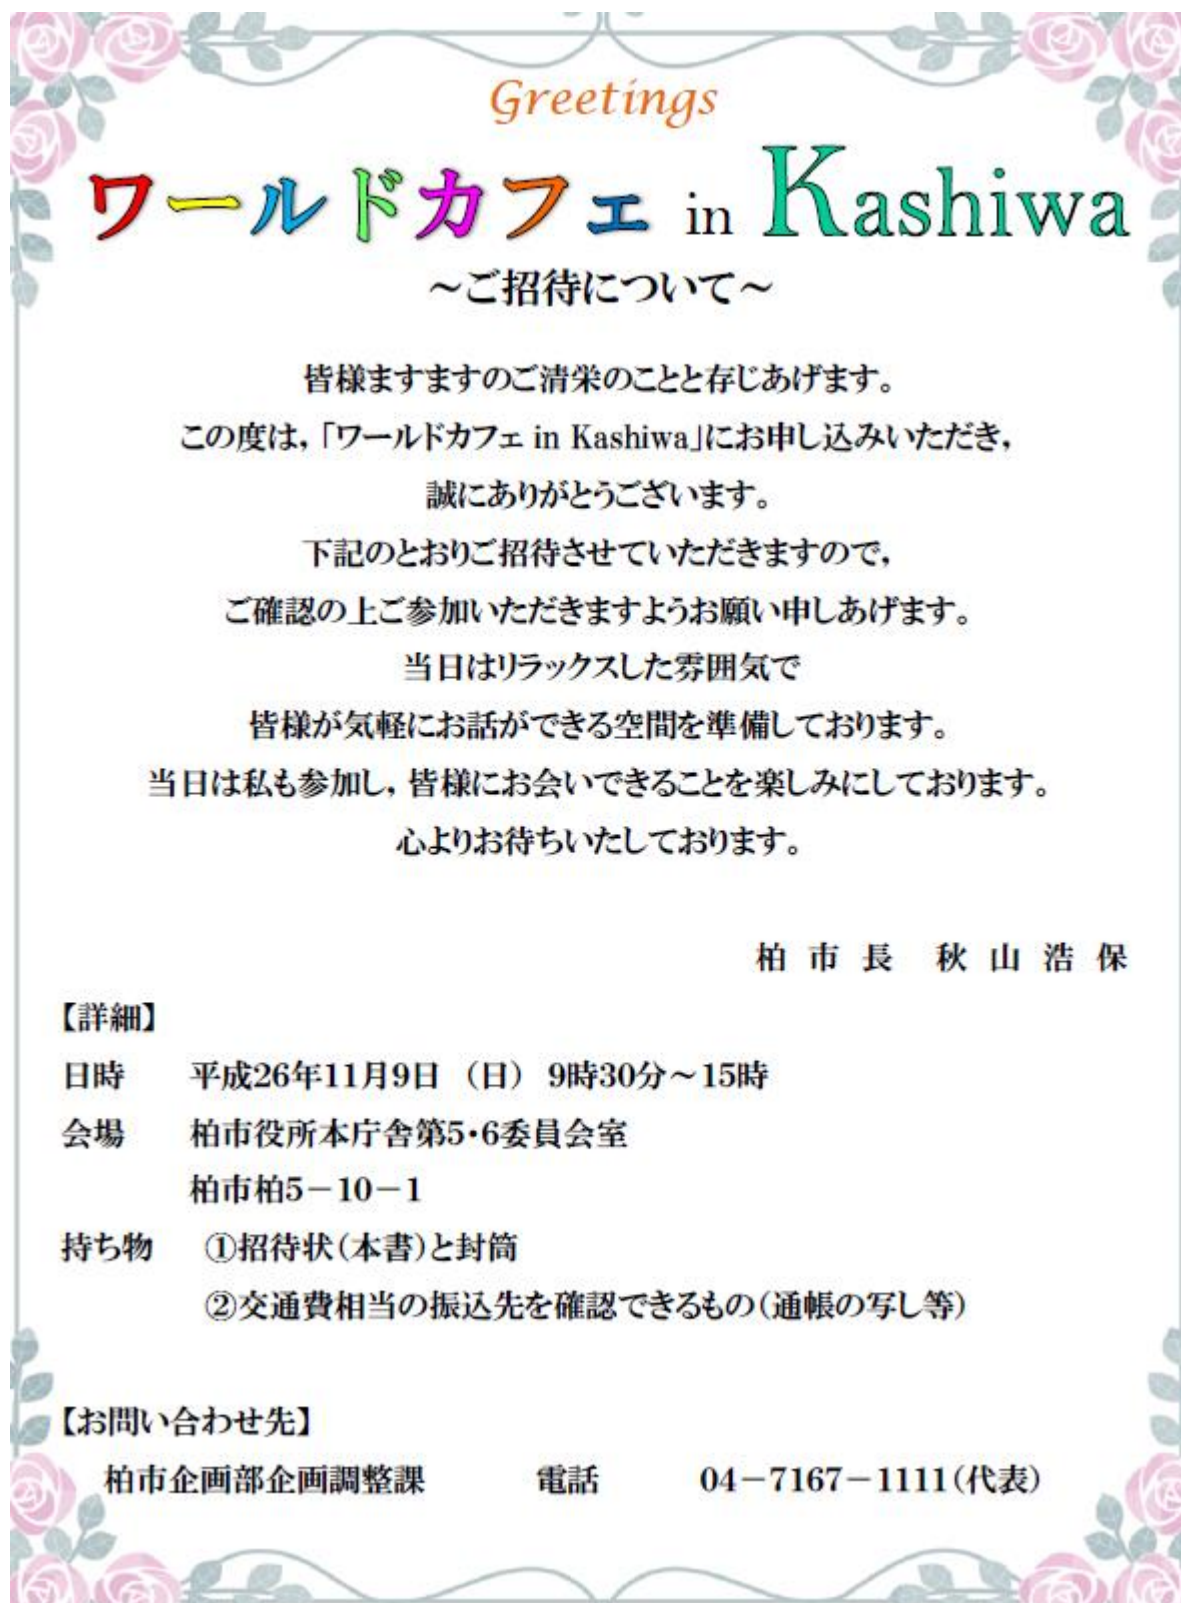 Greetings
ワールドカフェ in Kashiwa
～ご招待について～
皆様ますますのご清栄のことと存じあげます。
この度は，「ワールドカフェ in Kashiwa」にお申し込みいただき，
誠にありがとうございます。
下記のとおりご招待させていただきますので，
ご確認の上ご参加いただきますようお願い申しあげます。
当日はリラックスした雰囲気で
皆様が気軽にお話ができる空間を準備しております。
当日は私も参加し，皆様にお会いできることを楽しみにしております。
心よりお待ちいたしております。
柏 市 長　秋 山 浩 保
【詳細】
日時　平成26年11月9日（日）9時30分～15時
会場　柏市役所本庁舎第5・6委員会室
柏市柏5－10－1
持ち物　①招待状（本書）と封筒
②交通費相当の振込先を確認できるもの（通帳の写し等）
【お問い合わせ先】
柏市企画部企画調整課　電話　04－7167－1111（代表）